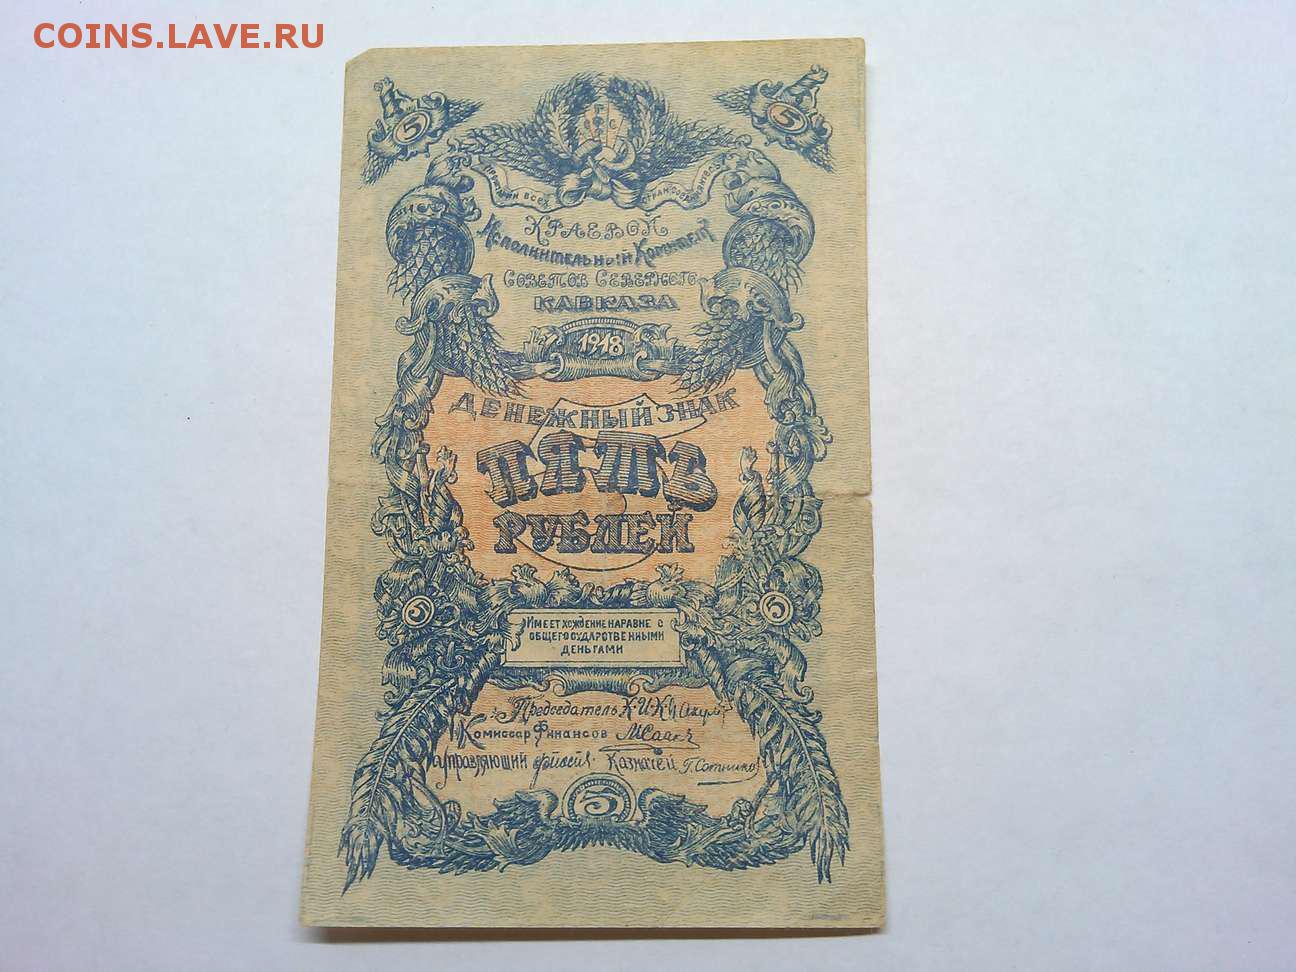 COINS.LAVE.RU
5
5
КРАЕВОЙ
ИСПОЛНИТЕЛЬНЫЙ КОМИТЕТ
СОВЕТОВ СЕВЕРНОГО
КАВКАЗА
1918
ДЕНЕЖНЫЙ ЗНАК
ПЯТЬ
РУБЛЕЙ
5
5
ИМЕЕТ ХОЖДЕНИЕ НАРАВНЕ С
ОБЩЕГОСУДАРСТВЕННЫМИ
ДЕНЬГАМИ
Председатель
Комиссар Финансов
Управляющий Казначей Г. Сотников
5